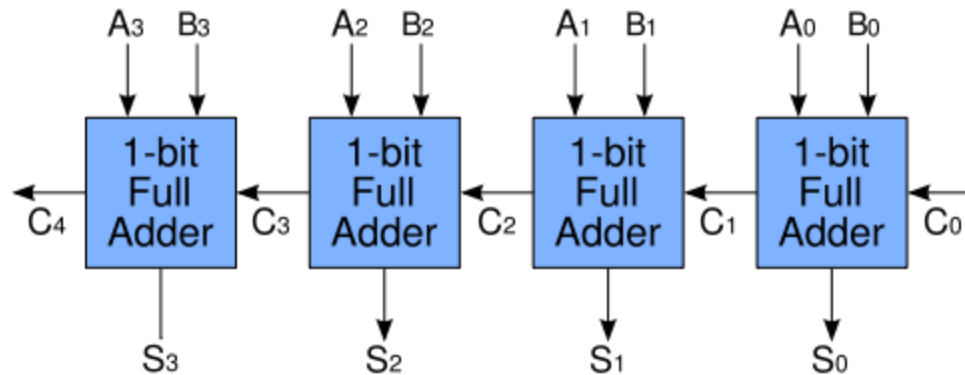 A₃ B₃ A₂ B₂ A₁ B₁ A₀ B₀
1-bit 1-bit 1-bit 1-bit
Full Full Full Full
Adder Adder Adder Adder
C₄ C₃ C₂ C₁ C₀
S₃ S₂ S₁ S₀